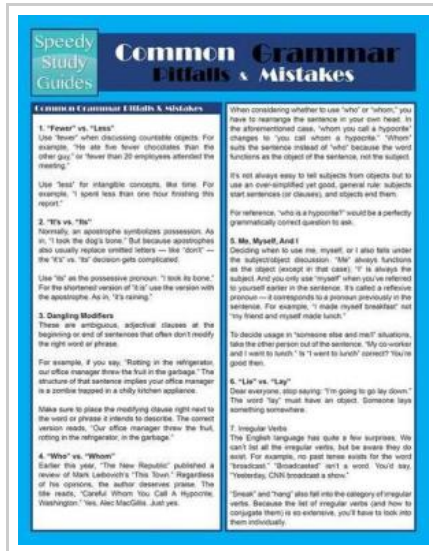 Speedy
Study
Guides
Common Grammar
Pitfalls & Mistakes
Common Grammar Pitfalls & Mistakes
1. "Fewer" vs. "Less"
Use "fewer" when discussing countable objects. For
example, "He ate five fewer chocolates than the
other guy," or "fewer than 20 employees attended the
meeting."
Use "less" for intangible concepts, like time. For
example, "I spent less than one hour finishing this
report."
2. "It's vs. "Its"
Normally, an apostrophe symbolizes possession. As
in, "I took the dog's bone." But because apostrophes
also usually replace omitted letters — like "don't" —
the "it's" vs. "its" decision gets complicated.
Use "its" as the possessive pronoun. "I took its bone."
For the shortened version of "it is" use the version with
the apostrophe. As in, "it's raining."
3. Dangling Modifiers
These are ambiguous, adjectival clauses at the
beginning or end of sentences that often don't modify
the right word or phrase.
For example, if you say, "Rotting in the refrigerator,
our office manager threw the fruit in the garbage." The
structure of that sentence implies your office manager
is a zombie trapped in a chilly kitchen appliance.
Make sure to place the modifying clause right next to
the word or phrase it intends to describe. The correct
version reads, "Our office manager threw the fruit,
rotting in the refrigerator, in the garbage."
4. "Who" vs. "Whom"
Earlier this year, "The New Republic" published a
review of Mark Leibovich's "This Town." Regardless
of his opinions, the author deserves praise. The
title reads, "Careful Whom You Call A Hypocrite,
Washington." Yes, Alec MacGillis. Just yes.
When considering whether to use "who" or "whom," you
have to rearrange the sentence in your own head. In
the aforementioned case, "whom you call a hypocrite"
changes to "you call whom a hypocrite." "Whom"
suits the sentence instead of "who" because the word
functions as the object of the sentence, not the subject.
It's not always easy to tell subjects from objects but to
use an over-simplified yet good, general rule: subjects
start sentences (or clauses), and objects end them.
For reference, "who is a hypocrite?" would be a perfectly
grammatically correct question to ask.
5. Me, Myself, And I
Deciding when to use me, myself, or I also falls under
the subject/object discussion. "Me" always functions
as the object (except in that case); "I" is always the
subject. And you only use "myself" when you've referred
to yourself earlier in the sentence. It's called a reflexive
pronoun — it corresponds to a pronoun previously in the
sentence. For example, "I made myself breakfast" not
"my friend and myself made lunch."
To decide usage in "someone else and me/I" situations,
take the other person out of the sentence. "My co-worker
and I went to lunch." Is "I went to lunch" correct? You're
good then.
6. "Lie" vs. "Lay"
Dear everyone, stop saying: "I'm going to go lay down."
The word "lay" must have an object. Someone lays
something somewhere.
7. Irregular Verbs
The English language has quite a few surprises. We
can't list all the irregular verbs, but be aware they do
exist. For example, no past tense exists for the word
"broadcast." "Broadcasted" isn't a word. You'd say,
"Yesterday, CNN broadcast a show."
"Sneak" and "hang" also fall into the category of irregular
verbs. Because the list of irregular verbs (and how to
conjugate them) is so extensive, you'll have to look into
them individually.